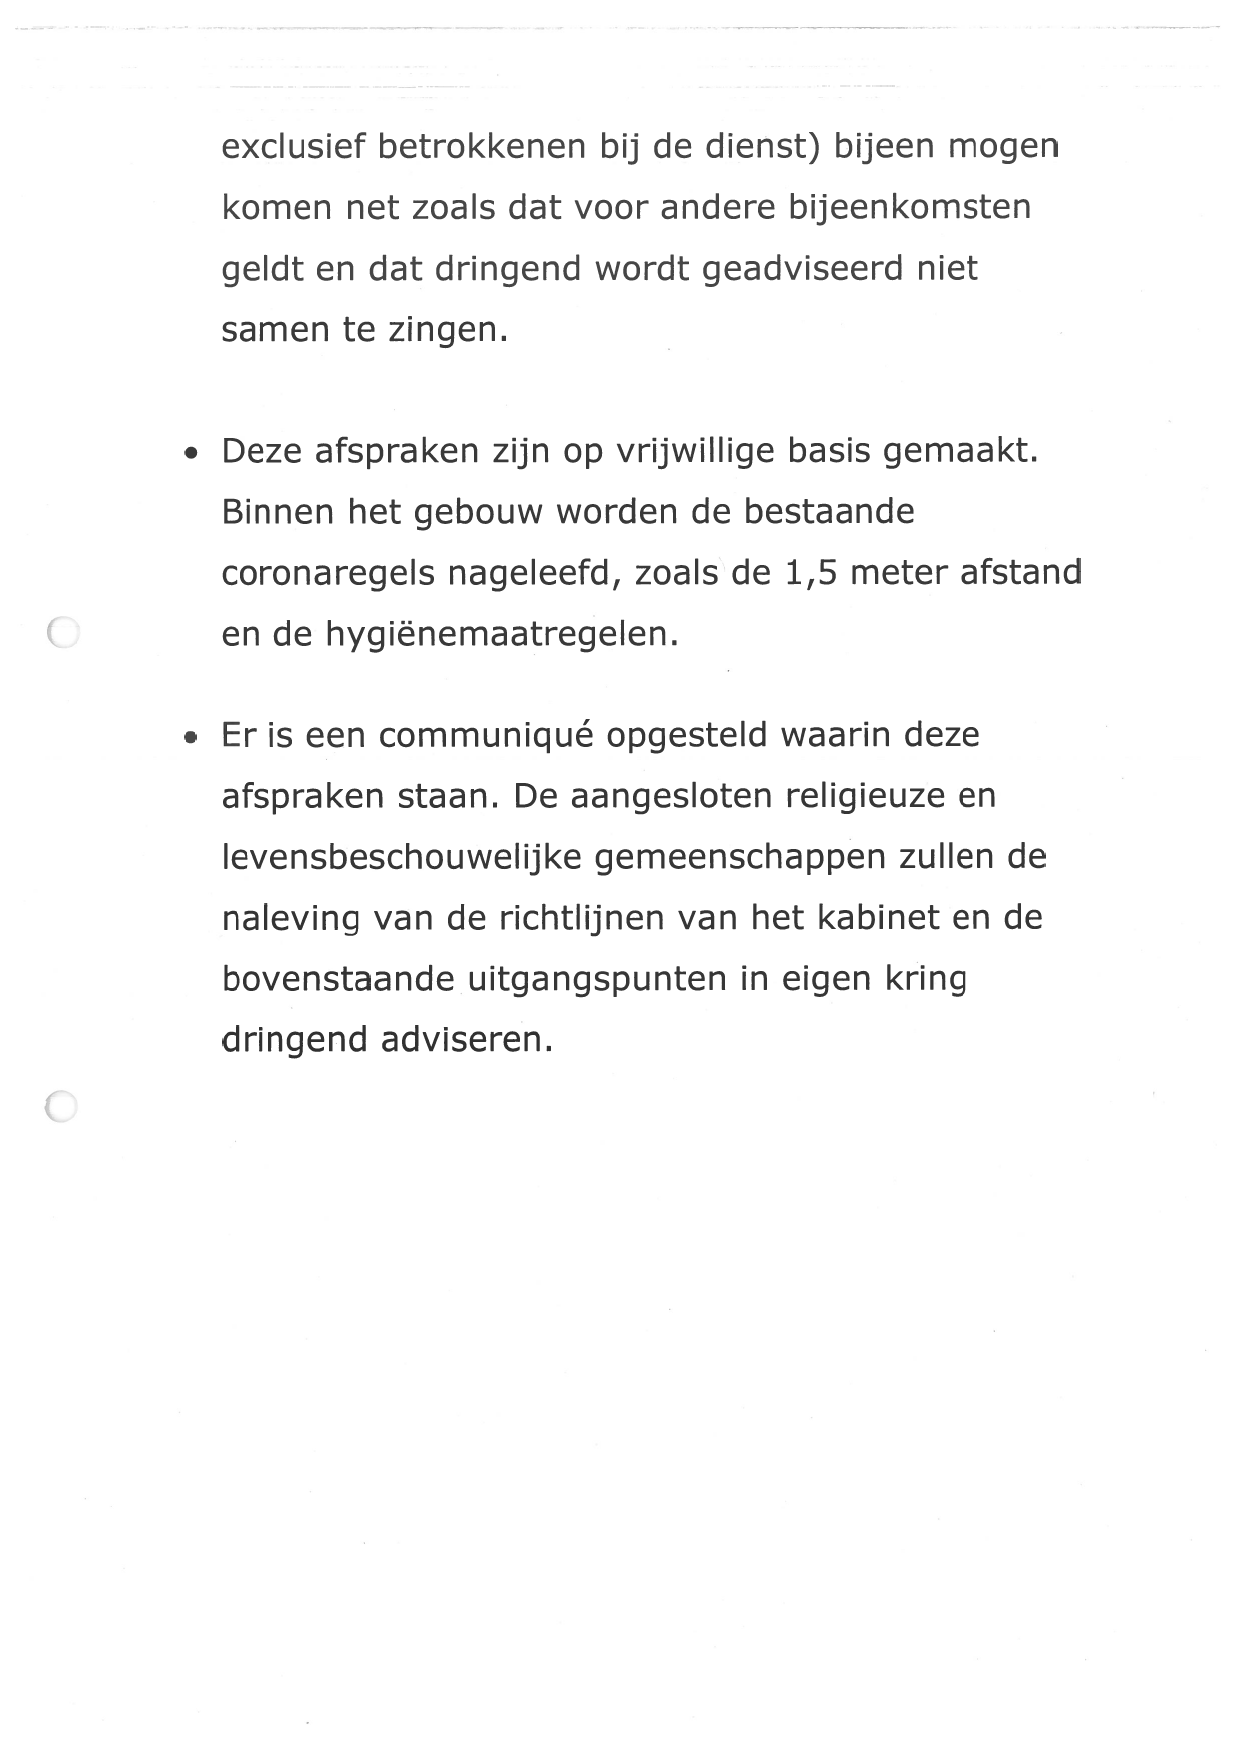 exclusief betrokkenen bij de dienst) bijeen mogen
komen net zoals dat voor andere bijeenkomsten
geldt en dat dringend wordt geadviseerd niet
samen te zingen.
• Deze afspraken zijn op vrijwillige basis gemaakt.
Binnen het gebouw worden de bestaande
coronaregels nageleefd, zoals de 1,5 meter afstand
en de hygiënemaatregelen.
• Er is een communiqué opgesteld waarin deze
afspraken staan. De aangesloten religieuze en
levensbeschouwelijke gemeenschappen zullen de
naleving van de richtlijnen van het kabinet en de
bovenstaande uitgangspunten in eigen kring
dringend adviseren.